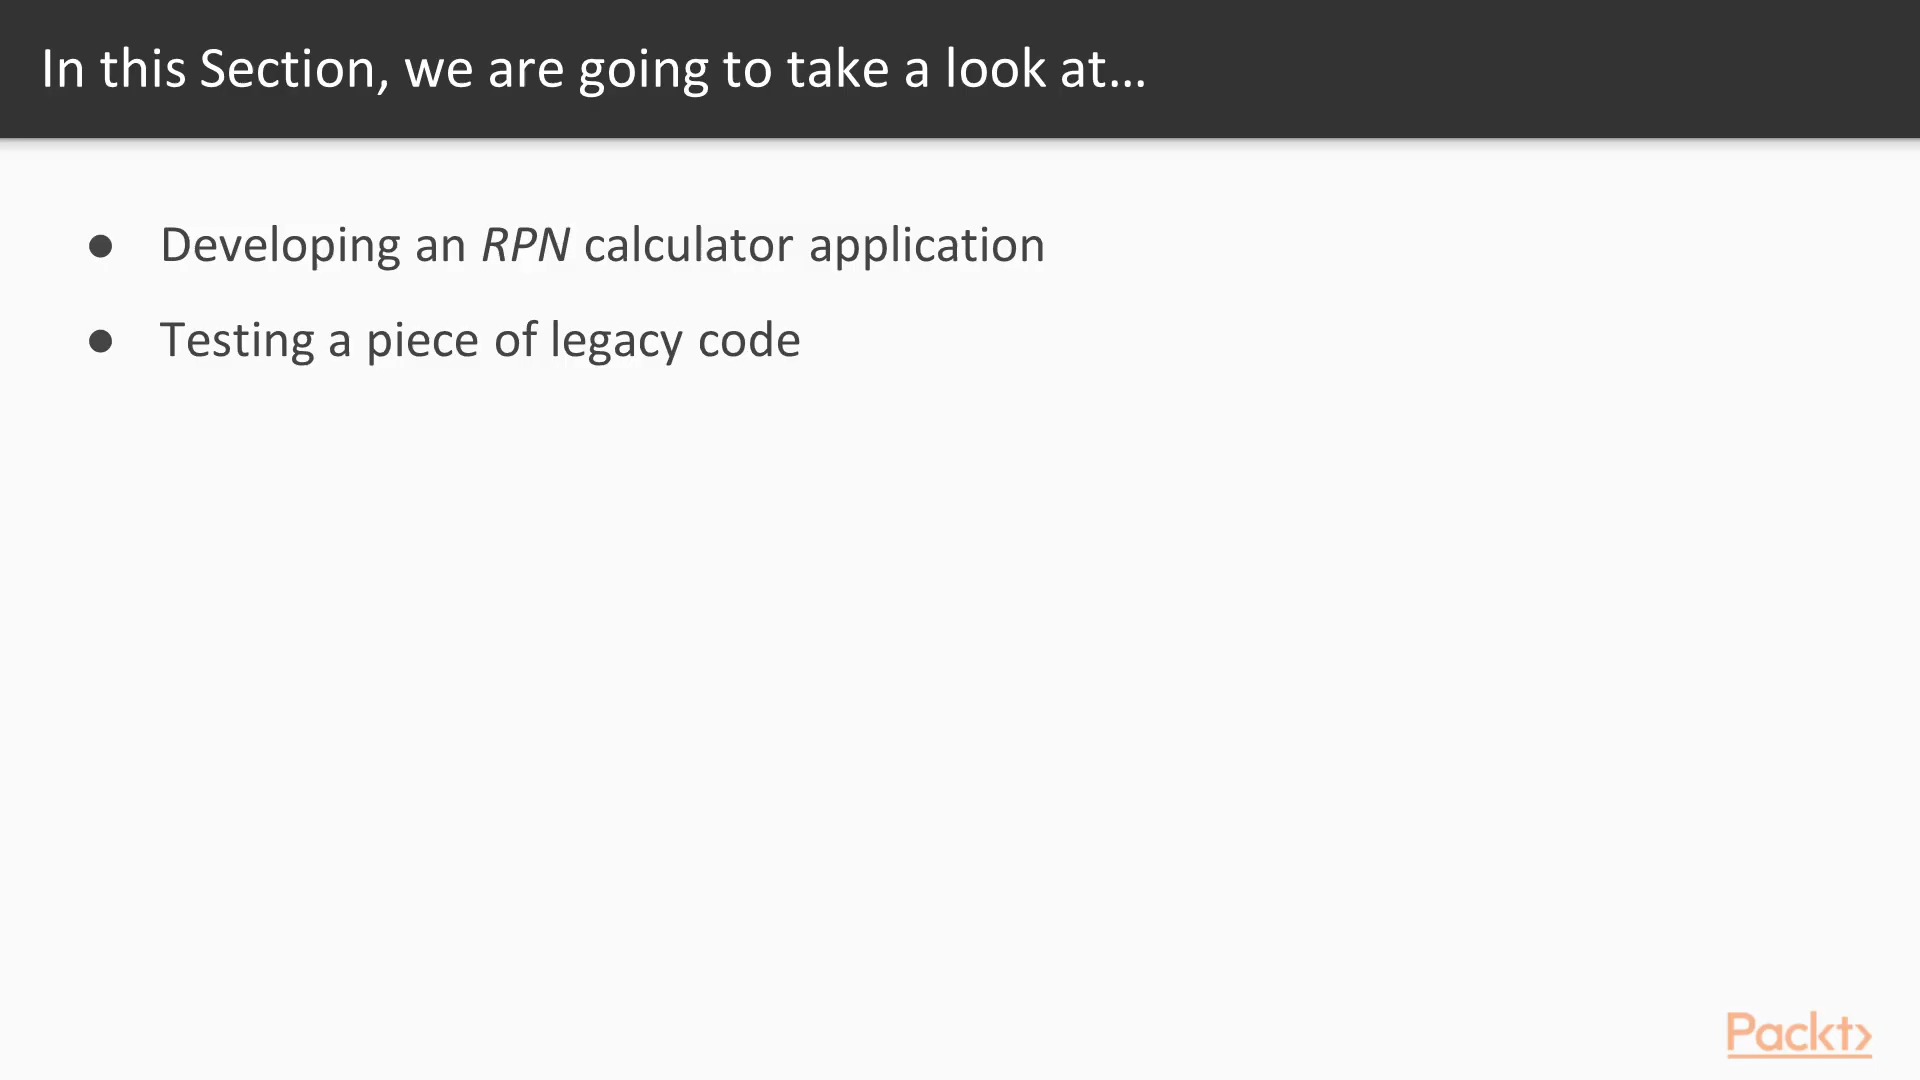 In this Section, we are going to take a look at...
● Developing an RPN calculator application
● Testing a piece of legacy code
Packt>